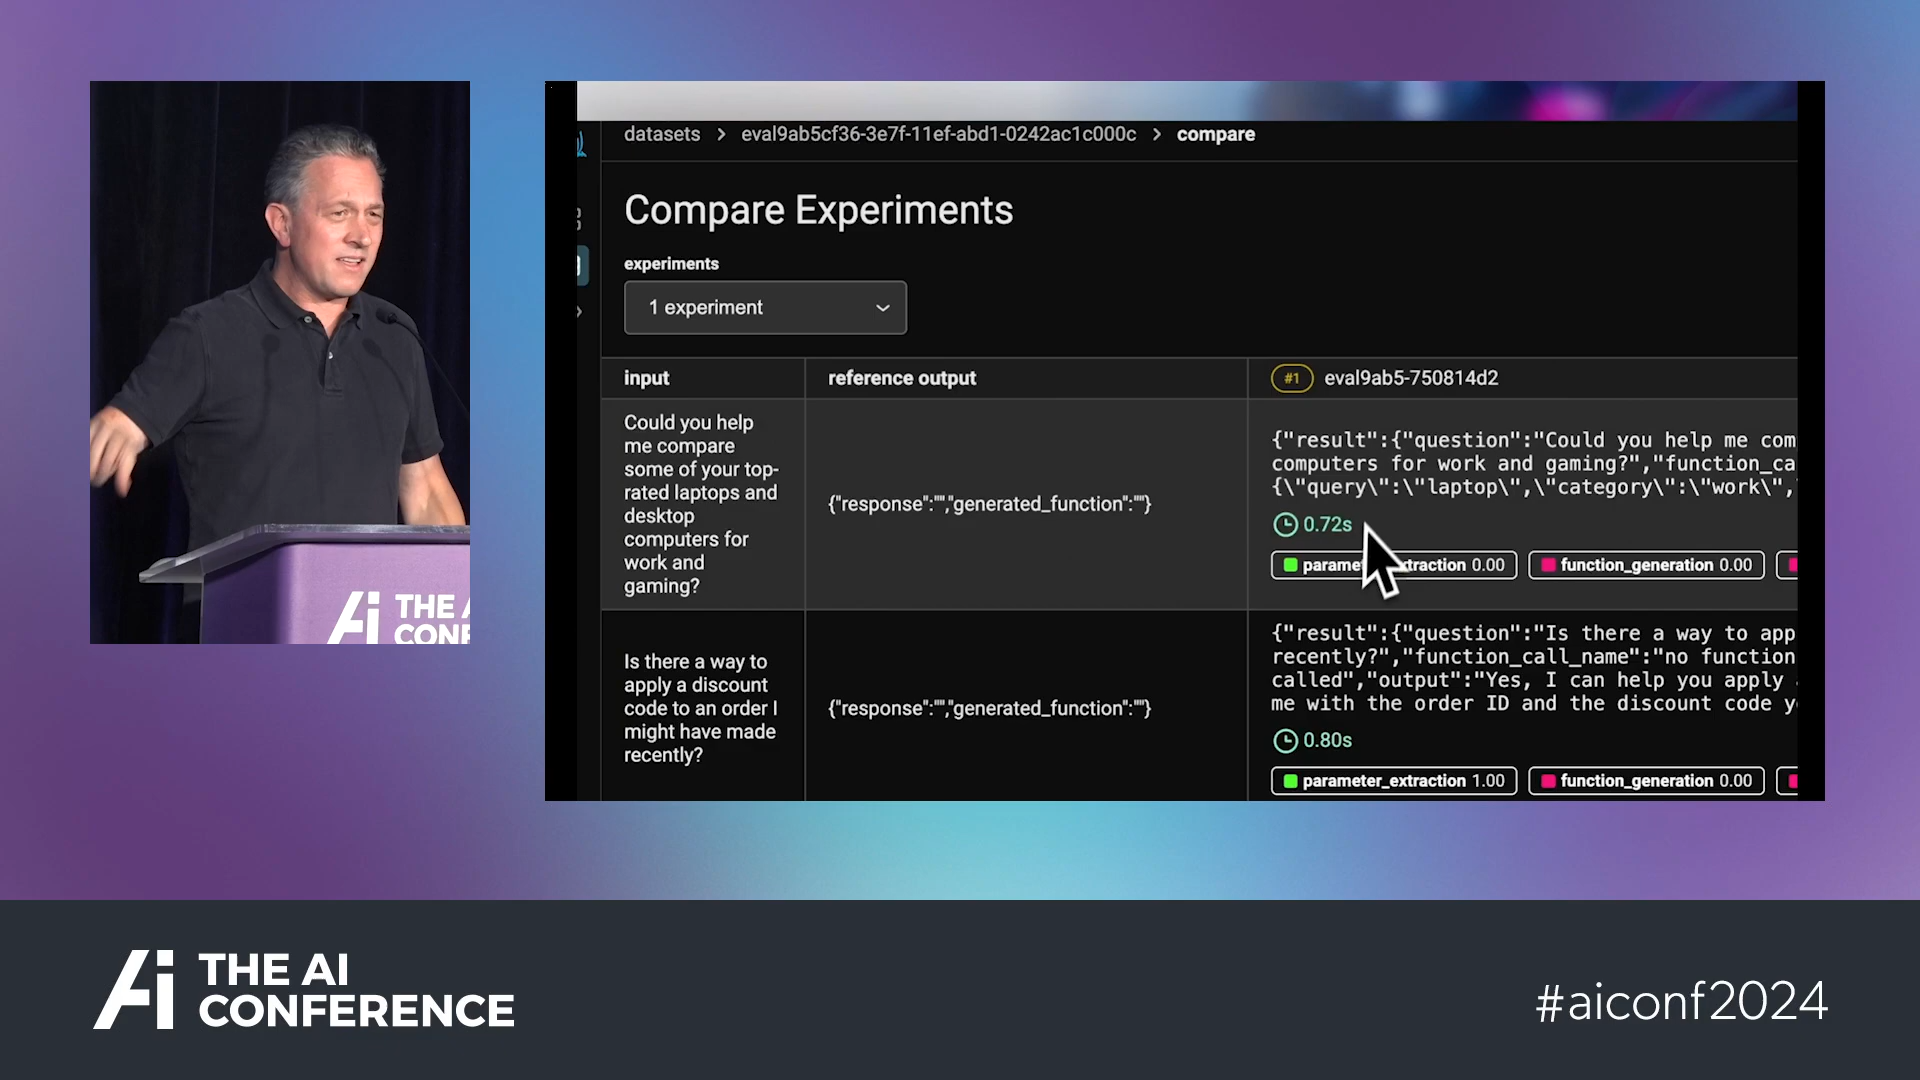 THE
CONF
datasets > eval9ab5cf36-3e7f-11ef-abd1-0242ac1c000c > compare
Compare Experiments
experiments
1 experiment
input
reference output
#1 eval9ab5-750814d2
Could you help
me compare
some of your top-
rated laptops and
desktop
computers for
work and
gaming?
{"response":"","generated_function":""}
{"result":{"question":"Could you help me com
computers for work and gaming?","function_ca
{\"query\":\"laptop\",\"category\":\"work\",
0.72s
parame traction 0.00
function_generation 0.00
Is there a way to
apply a discount
code to an order I
might have made
recently?
{"response":"","generated_function":""}
{"result":{"question":"Is there a way to app
recently?","function_call_name":"no function
called","output":"Yes, I can help you apply
me with the order ID and the discount code y
0.80s
parameter_extraction 1.00
function_generation 0.00
Ai THE AI
CONFERENCE
#aiconf2024